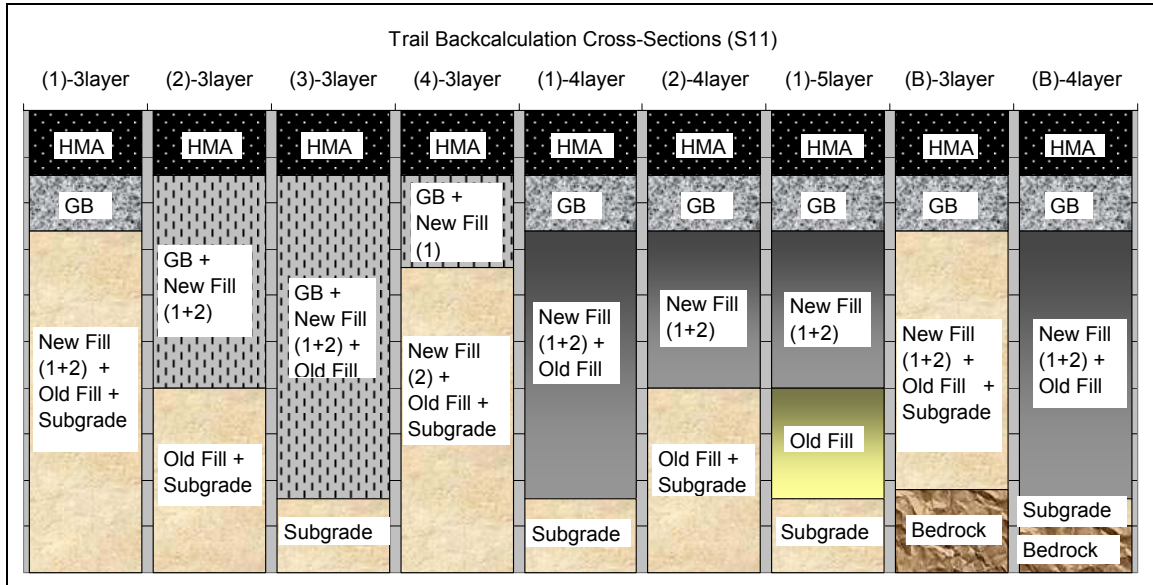 Trail Backcalculation Cross-Sections (S11)
(1)-3layer
(2)-3layer
(3)-3layer
(4)-3layer
(1)-4layer
(2)-4layer
(1)-5layer
(B)-3layer
(B)-4layer
HMA
GB
New Fill
(1+2) +
Old Fill +
Subgrade
HMA
GB +
New Fill
(1+2)
Old Fill +
Subgrade
HMA
GB +
New Fill
(1+2) +
Old Fill
Subgrade
HMA
GB +
New Fill
(1)
New Fill
(2) +
Old Fill +
Subgrade
HMA
GB
New Fill
(1+2) +
Old Fill
Subgrade
HMA
GB
New Fill
(1+2)
Old Fill +
Subgrade
HMA
GB
New Fill
(1+2)
Old Fill
Subgrade
HMA
GB
New Fill
(1+2) +
Old Fill +
Subgrade
Bedrock
HMA
GB
New Fill
(1+2) +
Old Fill
Subgrade
Bedrock